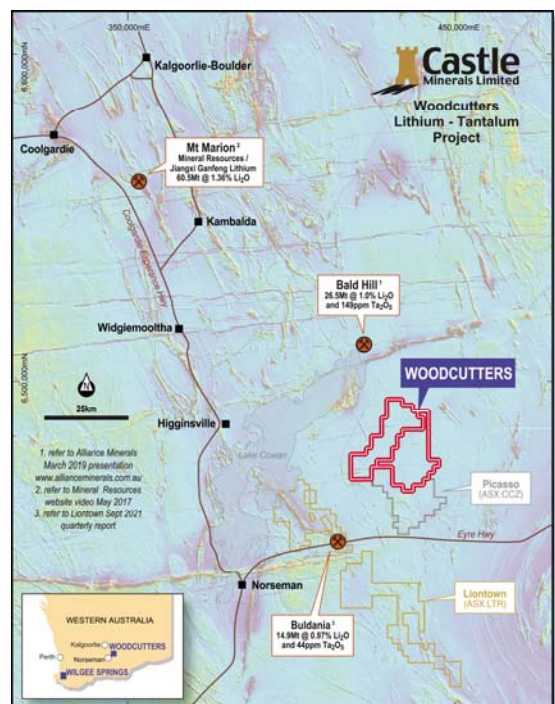 350,000mE
450,000mE
6,600,000mN
6,500,000mN
Castle
Minerals Limited
Woodcutters
Lithium - Tantalum
Project
Kalgoorlie-Boulder
Coolgardie
Mt Marion²
Mineral Resources /
Jiangxi Ganfeng Lithium
60.5Mt @ 1.36% Li₂O
Coolgardie-Esperance Hwy
Kambalda
Bald Hill¹
26.5Mt @ 1.0% Li₂O
and 149ppm Ta₂O₅
Widgiemooltha
WOODCUTTERS
N
25km
Higginsville
Lake Cowan
1. refer to Alliance Minerals
March 2019 presentation
www.allianceminerals.com.au
2. refer to Mineral Resources
website video May 2017
3. refer to Liontown Sept 2021
quarterly report
Picasso
(ASX:CCZ)
Eyre Hwy
Norseman
Liontown
(ASX:LTR)
Buldania³
14.9Mt @ 0.97% Li₂O
and 44ppm Ta₂O₅
WESTERN AUSTRALIA
Kalgoorlie
WOODCUTTERS
Perth
Norseman
WILGEE SPRINGS